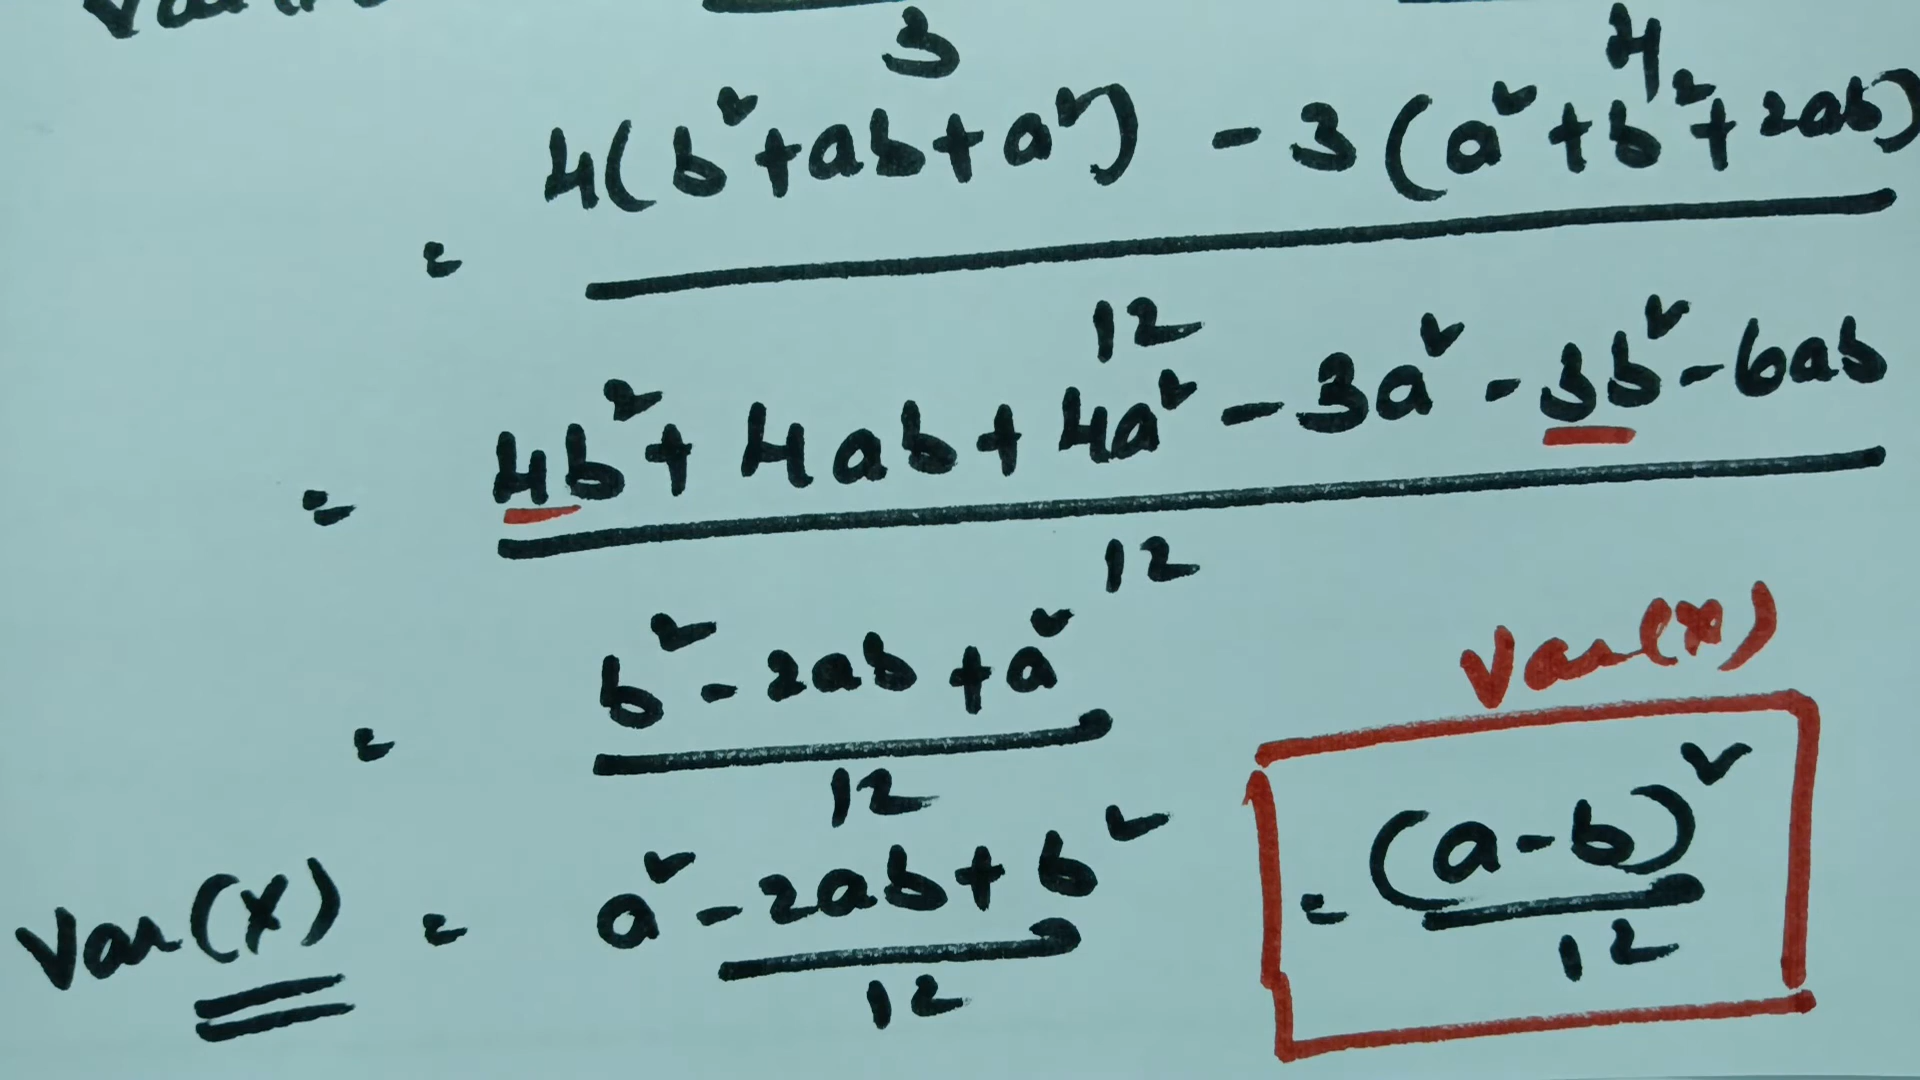 3 4
4(b²+ab+a²) - 3(a²+b²+2ab)
=
12
= 4b²+4ab+4a²-3a²-3b²-6ab
12
= b²-2ab+a²
12
Var(x)
Var(X) = a²-2ab+b²
12
= (a-b)²
12